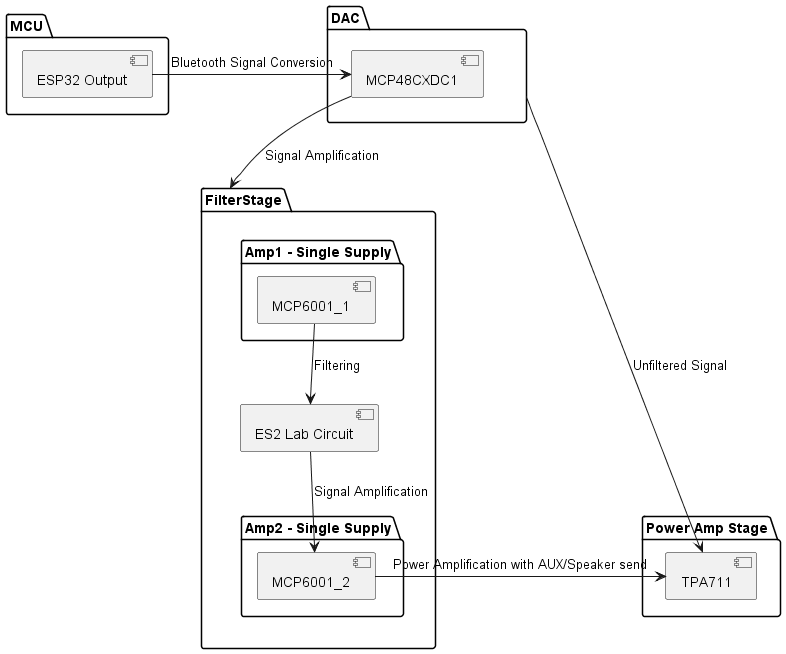 MCU
DAC
ESP32 Output
Bluetooth Signal Conversion
MCP48CXDC1
Signal Amplification
FilterStage
Amp1 - Single Supply
MCP6001_1
Filtering
Unfiltered Signal
ES2 Lab Circuit
Signal Amplification
Amp2 - Single Supply
Power Amp Stage
MCP6001_2
Power Amplification with AUX/Speaker send
TPA711